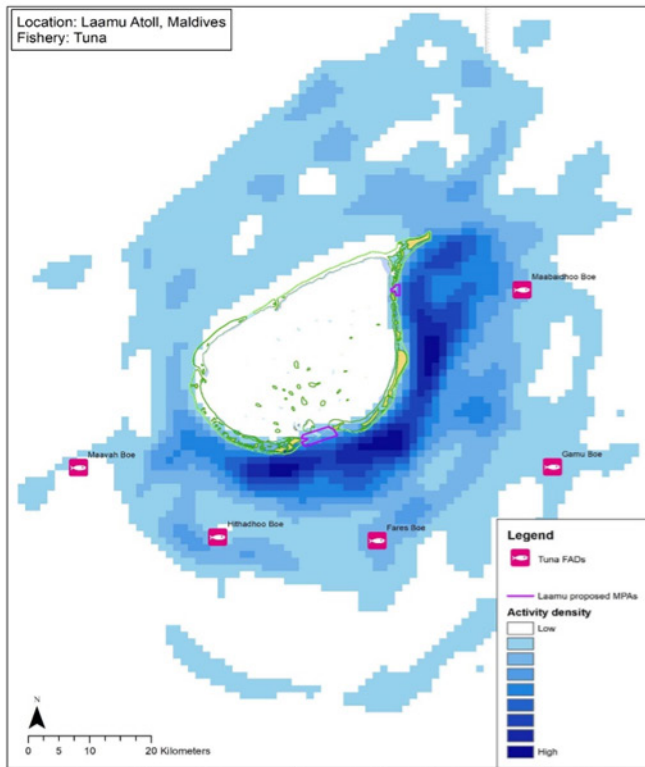 Location: Laamu Atoll, Maldives
Fishery: Tuna
Maabaidhoo Boe
Maavah Boe
Gamu Boe
Hithadhoo Boe
Fares Boe
Legend
Tuna FADs
Laamu proposed MPAs
Activity density
Low
High
N
0 5 10 20 Kilometers